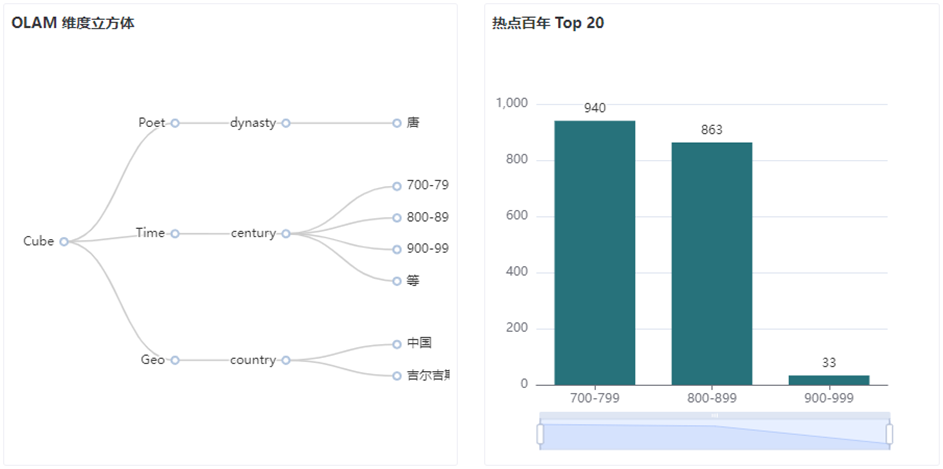 OLAM 维度立方体
Poet
dynasty
唐
700-79
Time
century
800-89
Cube
900-99
等
Geo
country
中国
吉尔吉斯
热点百年 Top 20
1,000
940
863
800
600
400
200
33
0
700-799
800-899
900-999